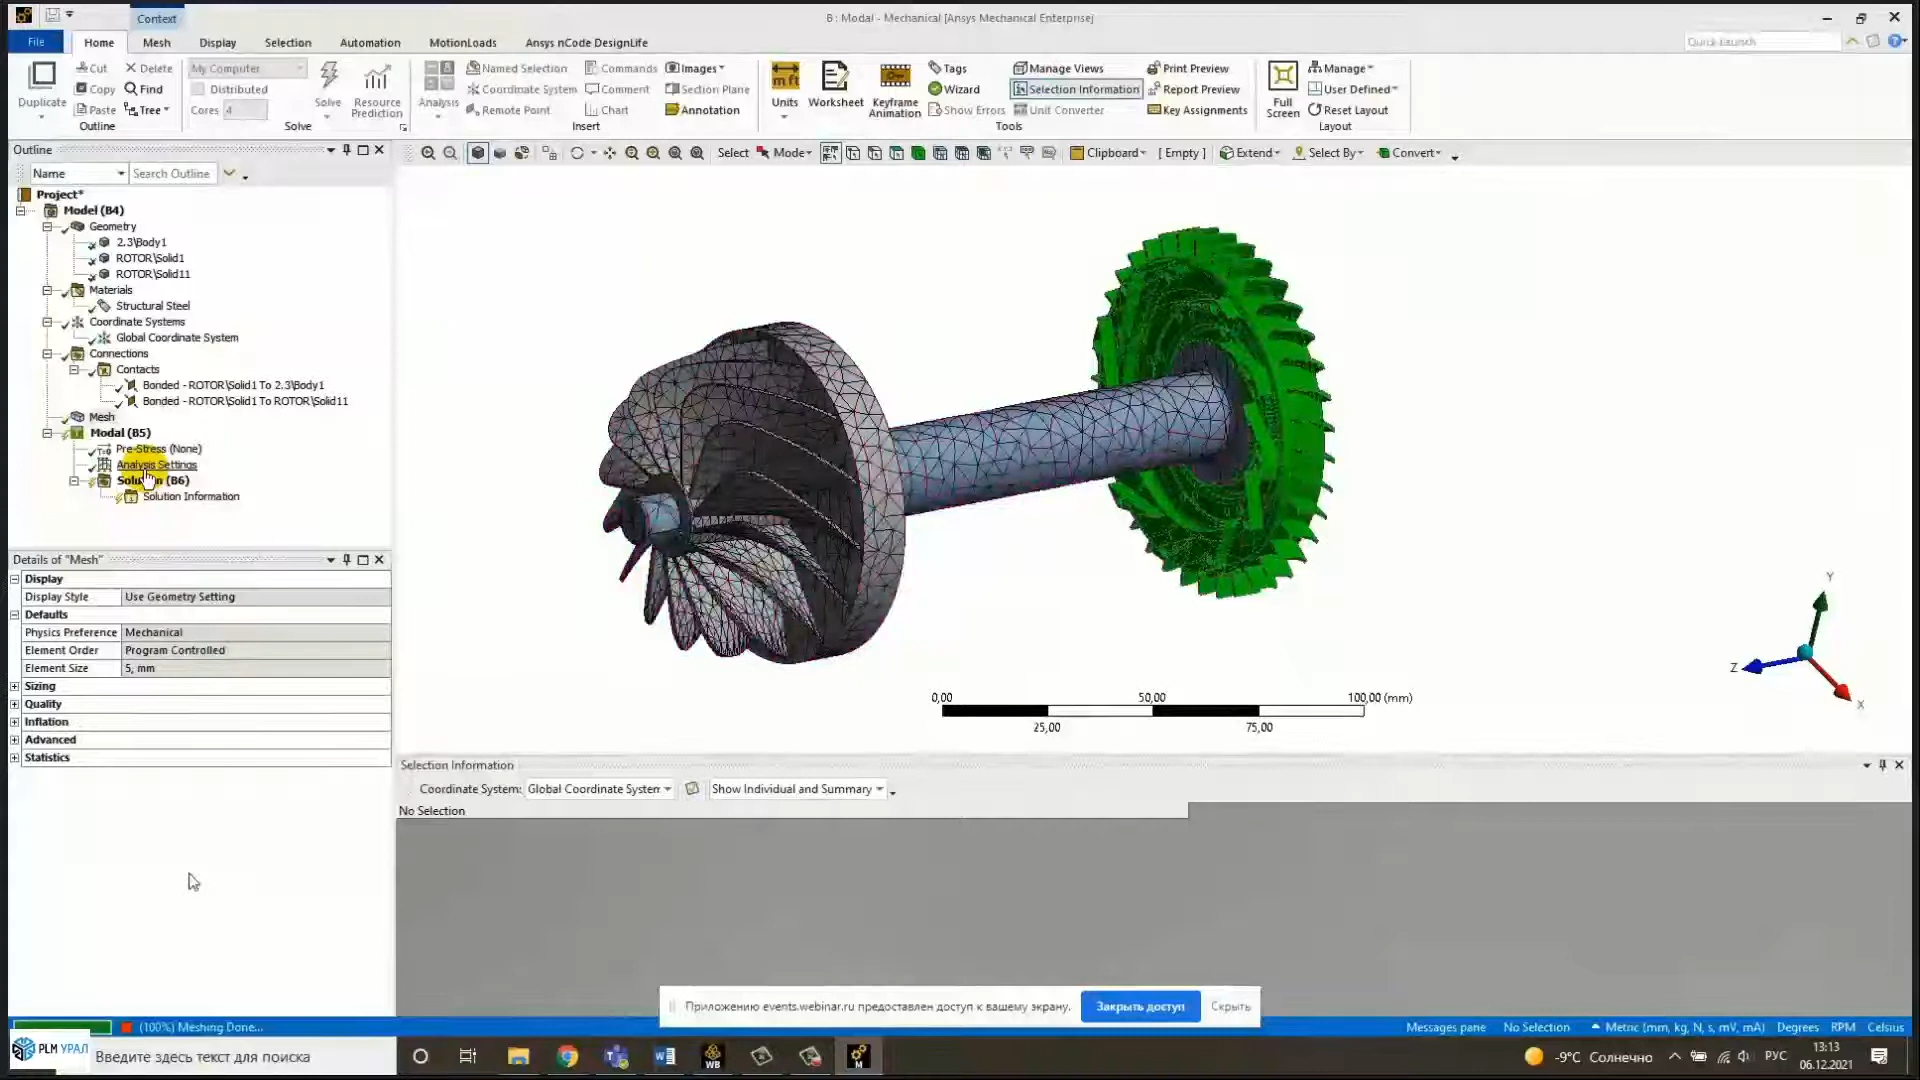 Context
B : Modal - Mechanical [Ansys Mechanical Enterprise]
File Home Mesh Display Selection Automation MotionLoads Ansys nCode DesignLife
Quick Launch
Duplicate
Cut
Copy
Paste
Delete
Find
Tree
Outline
My Computer
Distributed
Cores 4
Solve
Resource Prediction
Solve
Analysis
Named Selection
Coordinate System
Remote Point
Commands
Comment
Chart
Images
Section Plane
Annotation
Insert
Units
Worksheet
Keyframe Animation
Tags
Wizard
Show Errors
Manage Views
Selection Information
Unit Converter
Print Preview
Report Preview
Key Assignments
Tools
Full Screen
Manage
User Defined
Reset Layout
Layout
Outline
Select Mode Clipboard [ Empty ] Extend Select By Convert
Name Search Outline
Project*
Model (B4)
Geometry
2.3\Body1
ROTOR\Solid1
ROTOR\Solid11
Materials
Structural Steel
Coordinate Systems
Global Coordinate System
Connections
Contacts
Bonded - ROTOR\Solid1 To 2.3\Body1
Bonded - ROTOR\Solid1 To ROTOR\Solid11
Mesh
Modal (B5)
Pre-Stress (None)
Analysis Settings
Solution (B6)
Solution Information
Details of "Mesh"
Display
Display Style Use Geometry Setting
Defaults
Physics Preference Mechanical
Element Order Program Controlled
Element Size 5, mm
Sizing
Quality
Inflation
Advanced
Statistics
Y
Z
X
0,00 50,00 100,00 (mm)
25,00 75,00
Selection Information
Coordinate System: Global Coordinate System Show Individual and Summary
No Selection
Приложению events.webinar.ru предоставлен доступ к вашему экрану. Закрыть доступ Скрыть
(100%) Meshing Done... Messages pane No Selection Metric (mm, kg, N, s, mV, mA) Degrees RPM Celsius
PLM УРАЛ Введите здесь текст для поиска WB M -9°C Солнечно РУС 13:13
06.12.2021